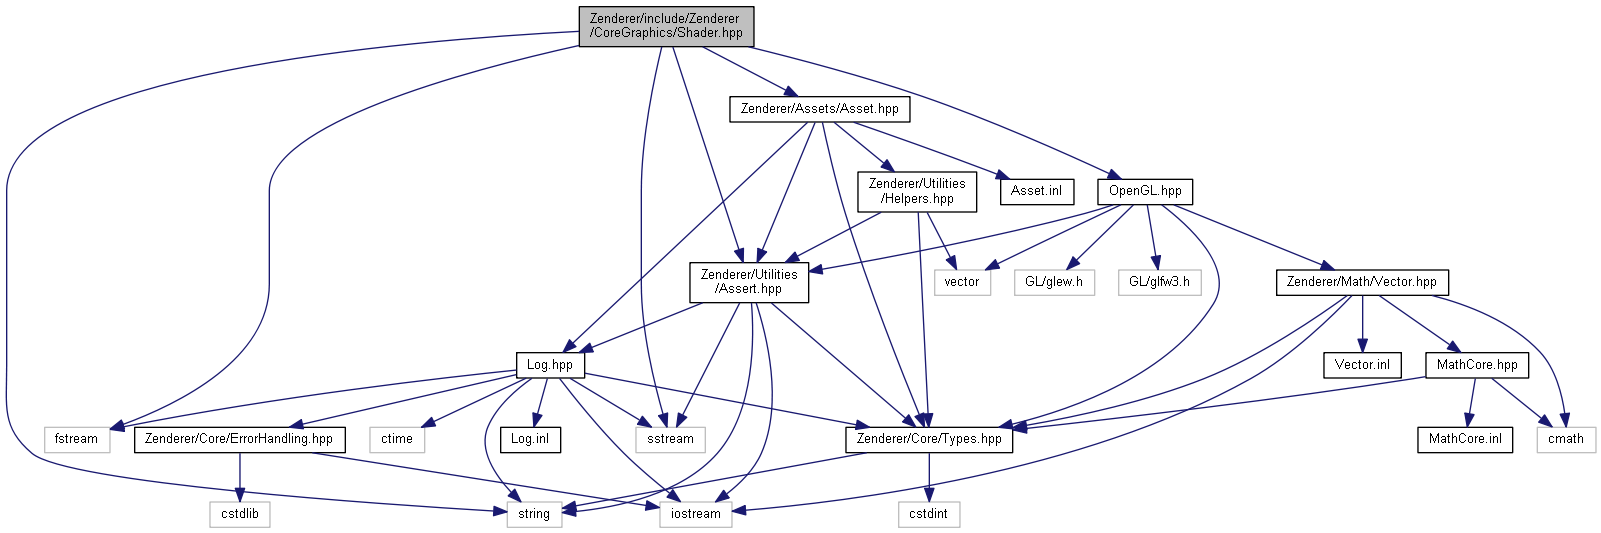 Zenderer/include/Zenderer
/CoreGraphics/Shader.hpp
Zenderer/Assets/Asset.hpp
Zenderer/Utilities
/Helpers.hpp
Asset.inl
OpenGL.hpp
Zenderer/Utilities
/Assert.hpp
vector
GL/glew.h
GL/glfw3.h
Zenderer/Math/Vector.hpp
Log.hpp
Vector.inl
MathCore.hpp
fstream
Zenderer/Core/ErrorHandling.hpp
ctime
Log.inl
sstream
Zenderer/Core/Types.hpp
MathCore.inl
cmath
cstdlib
string
iostream
cstdint